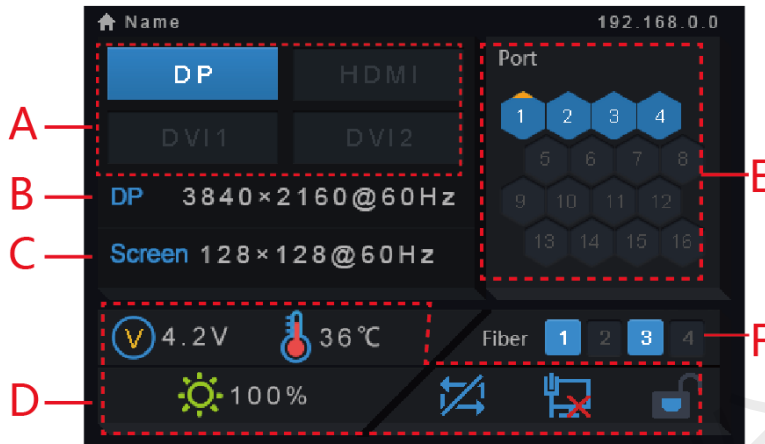 Name 192.168.0.0
DP HDMI
DVI1 DVI2
A
DP 3840×2160@60Hz
B
Screen 128×128@60Hz
C
Port
1 2 3 4
5 6 7 8
9 10 11 12
13 14 15 16
E
V 4.2V 36℃
Fiber 1 2 3 4
F
100%
D